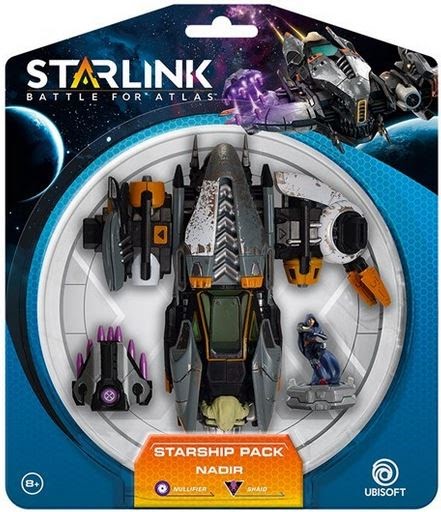 STARLINK
BATTLE FOR ATLAS
STARSHIP PACK
NADIR
NULLIFIER
SHAID
8+
UBISOFT